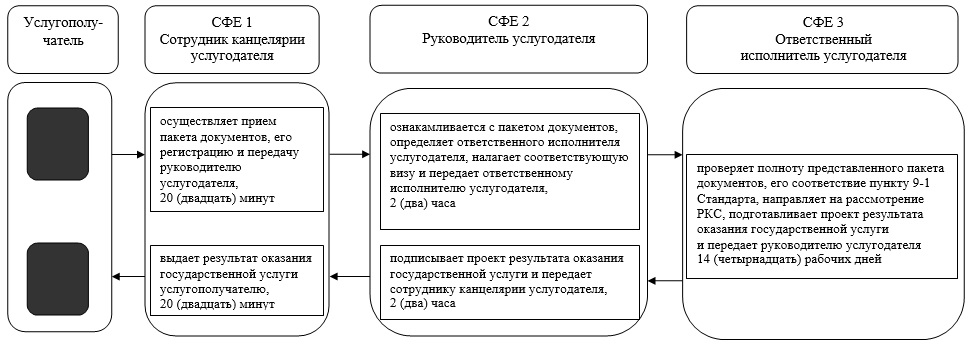 Услугополу-
чатель
СФЕ 1
Сотрудник канцелярии
услугодателя
СФЕ 2
Руководитель услугодателя
СФЕ 3
Ответственный
исполнитель услугодателя
осуществляет прием
пакета документов, его
регистрацию и передачу
руководителю
услугодателя,
20 (двадцать) минут
ознакамливается с пакетом документов,
определяет ответственного исполнителя
услугодателя, налагает соответствующую
визу и передает ответственному
исполнителю услугодателя,
2 (два) часа
проверяет полноту представленного пакета
документов, его соответствие пункту 9-1
Стандарта, направляет на рассмотрение
РКС, подготавливает проект результата
оказания государственной услуги
и передает руководителю услугодателя
14 (четырнадцать) рабочих дней
выдает результат оказания
государственной услуги
услугополучателю,
20 (двадцать) минут
подписывает проект результата оказания
государственной услуги и передает
сотруднику канцелярии услугодателя,
2 (два) часа